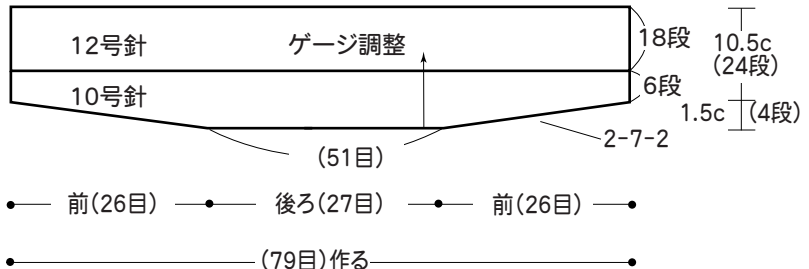 12号針 ゲージ調整 18段 10.5c
(24段)
10号針 6段
1.5c (4段)
2-7-2
(51目)
前(26目) 後ろ(27目) 前(26目)
(79目)作る